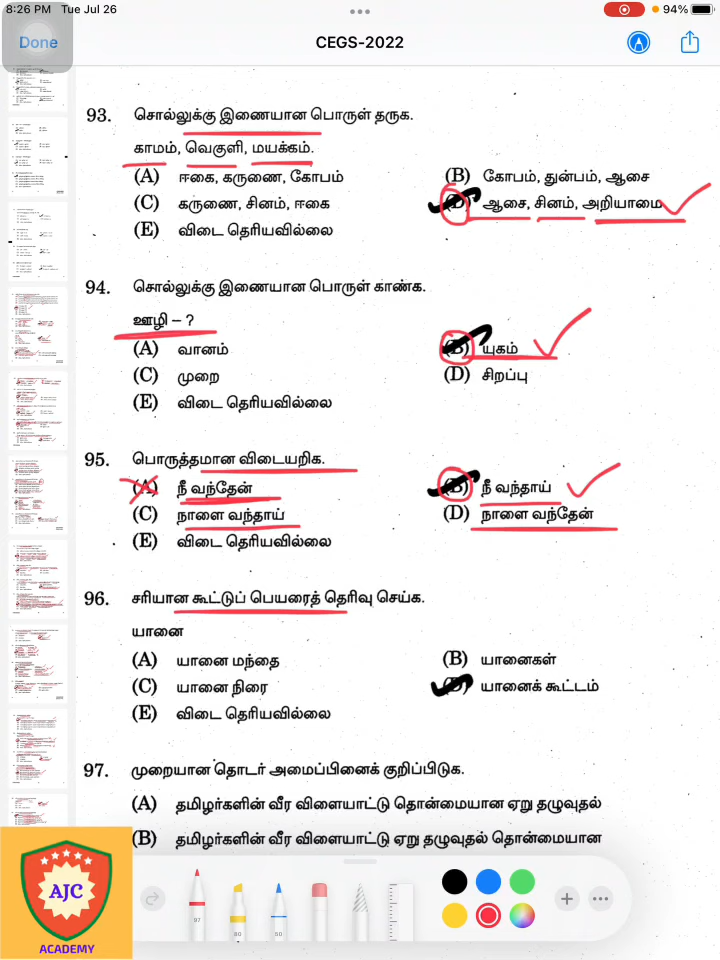 8:26 PM Tue Jul 26
94%
Done
CEGS-2022
93. சொல்லுக்கு இணையான பொருள் தருக.
காமம், வெகுளி, மயக்கம்.
(A) ஈகை, கருணை, கோபம் (B) கோபம், துன்பம், ஆசை
(C) கருணை, சினம், ஈகை (D) ஆசை, சினம், அறியாமை
(E) விடை தெரியவில்லை
94. சொல்லுக்கு இணையான பொருள் காண்க.
ஊழி – ?
(A) வானம் (B) யுகம்
(C) முறை (D) சிறப்பு
(E) விடை தெரியவில்லை
95. பொருத்தமான விடையறிக.
(A) நீ வந்தேன் (B) நீ வந்தாய்
(C) நாளை வந்தாய் (D) நாளை வந்தேன்
(E) விடை தெரியவில்லை
96. சரியான கூட்டுப் பெயரைத் தெரிவு செய்க.
யானை
(A) யானை மந்தை (B) யானைகள்
(C) யானை நிரை (D) யானைக் கூட்டம்
(E) விடை தெரியவில்லை
97. முறையான தொடர் அமைப்பினைக் குறிப்பிடுக.
(A) தமிழர்களின் வீர விளையாட்டு தொன்மையான ஏறு தழுவுதல்
(B) தமிழர்களின் வீர விளையாட்டு ஏறு தழுவுதல் தொன்மையான
AJC
ACADEMY
97
80
50